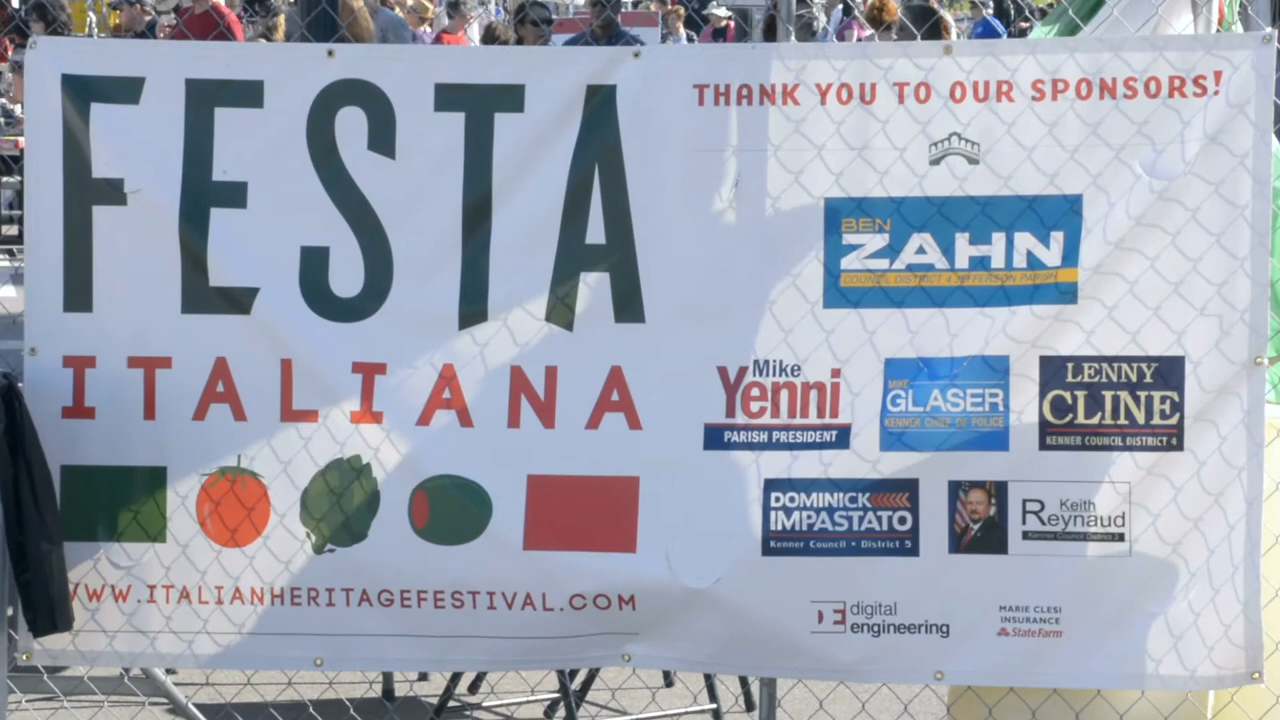 FESTA
ITALIANA
WWW.ITALIANHERITAGEFESTIVAL.COM
THANK YOU TO OUR SPONSORS!
BEN
ZAHN
COUNCIL DISTRICT 4 JEFFERSON PARISH
Mike
Yenni
PARISH PRESIDENT
MIKE
GLASER
KENNER CHIEF OF POLICE
LENNY
CLINE
KENNER COUNCIL DISTRICT 4
DOMINICK
IMPASTATO
Kenner Council • District 5
Keith
Reynaud
Kenner Council District 3
DE digital
engineering
MARIE CLESI
INSURANCE
StateFarm